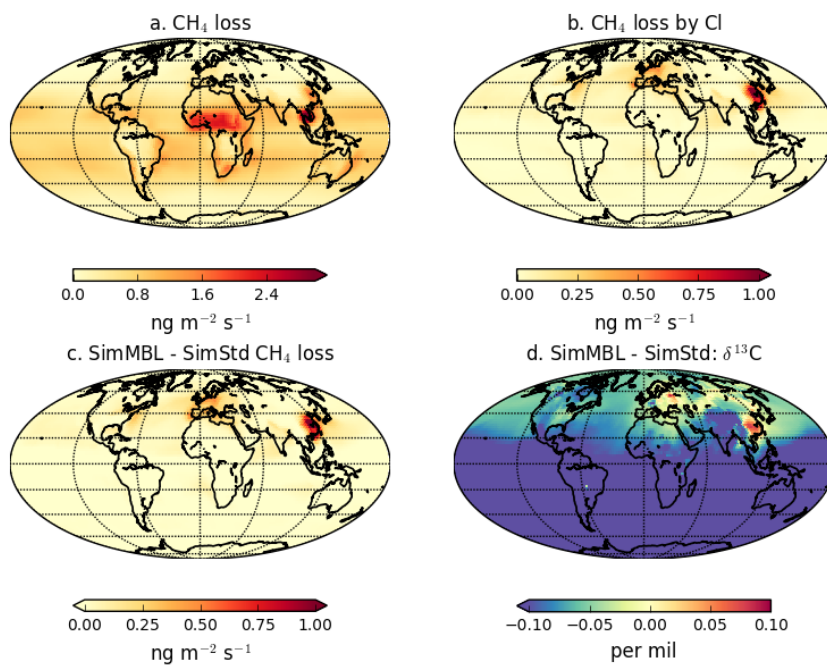 a. CH₄ loss
b. CH₄ loss by Cl
0.0 0.8 1.6 2.4
ng m⁻² s⁻¹
0.00 0.25 0.50 0.75 1.00
ng m⁻² s⁻¹
c. SimMBL - SimStd CH₄ loss
d. SimMBL - SimStd: δ¹³C
0.00 0.25 0.50 0.75 1.00
ng m⁻² s⁻¹
−0.10 −0.05 0.00 0.05 0.10
per mil